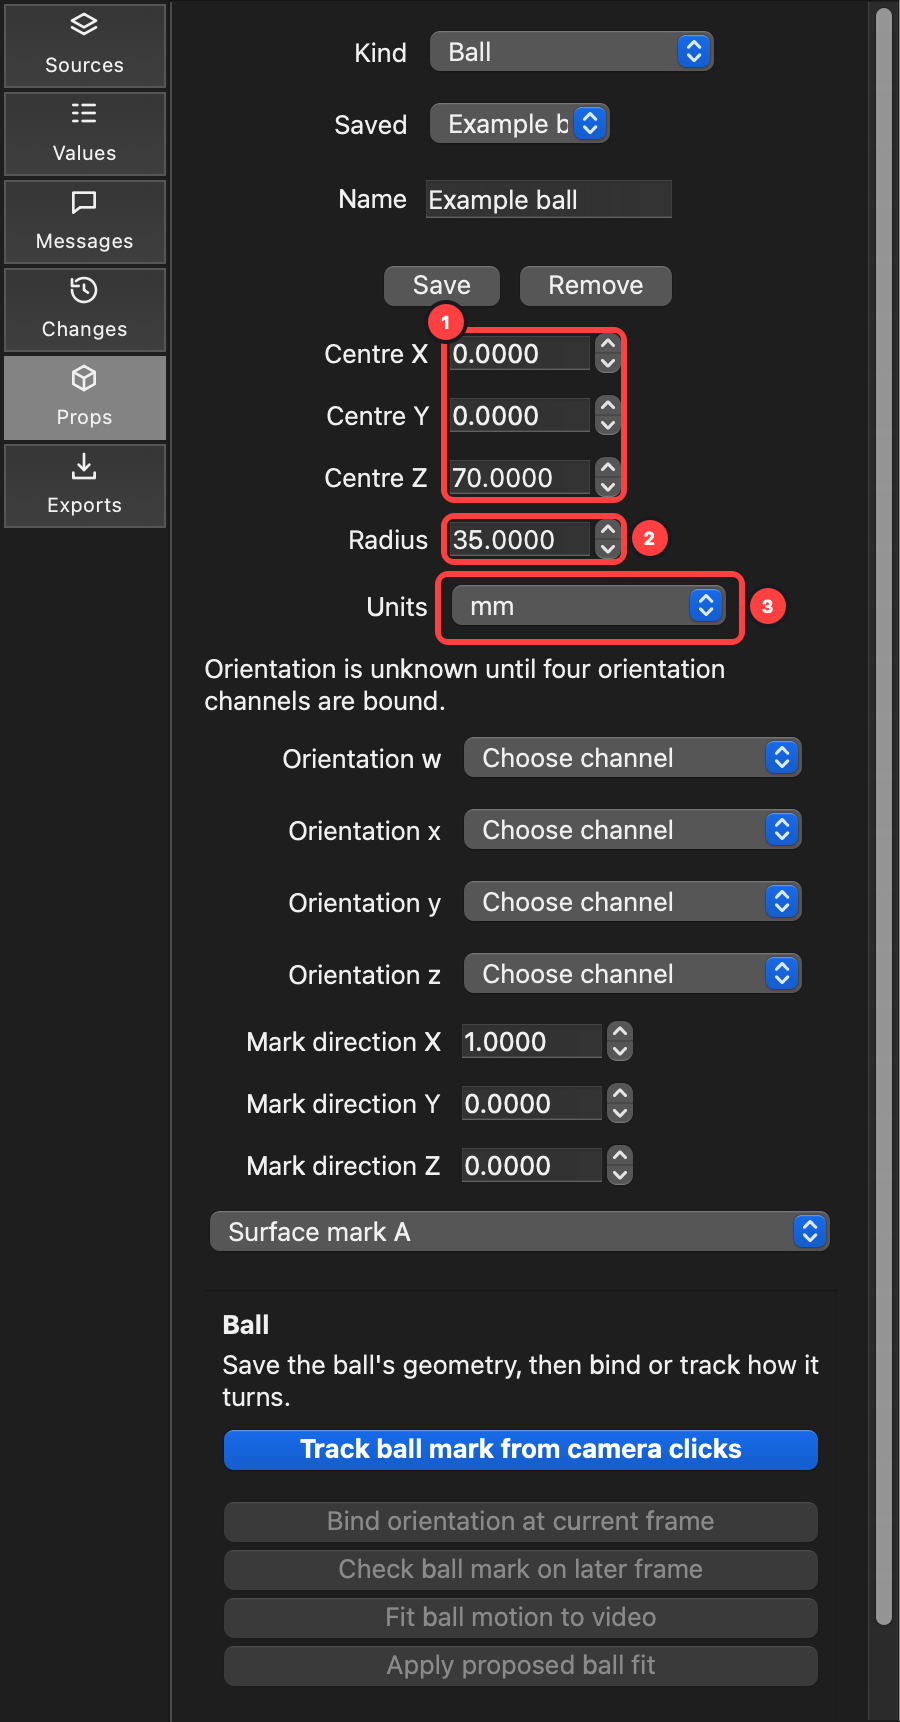 Sources
Values
Messages
Changes
Props
Exports
Kind Ball
Saved Example b
Name Example ball
Save Remove
1
Centre X 0.0000
Centre Y 0.0000
Centre Z 70.0000
Radius 35.0000 2
Units mm 3
Orientation is unknown until four orientation
channels are bound.
Orientation w Choose channel
Orientation x Choose channel
Orientation y Choose channel
Orientation z Choose channel
Mark direction X 1.0000
Mark direction Y 0.0000
Mark direction Z 0.0000
Surface mark A
Ball
Save the ball's geometry, then bind or track how it
turns.
Track ball mark from camera clicks
Bind orientation at current frame
Check ball mark on later frame
Fit ball motion to video
Apply proposed ball fit